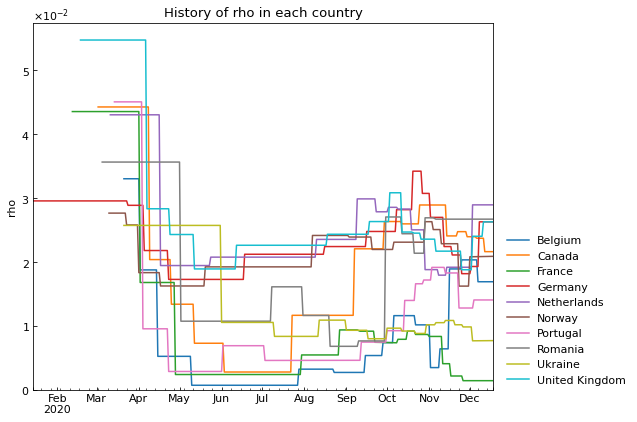 History of rho in each country
×10⁻²
5
4
3
2
1
0
rho
Feb Mar Apr May Jun Jul Aug Sep Oct Nov Dec
2020
Belgium
Canada
France
Germany
Netherlands
Norway
Portugal
Romania
Ukraine
United Kingdom